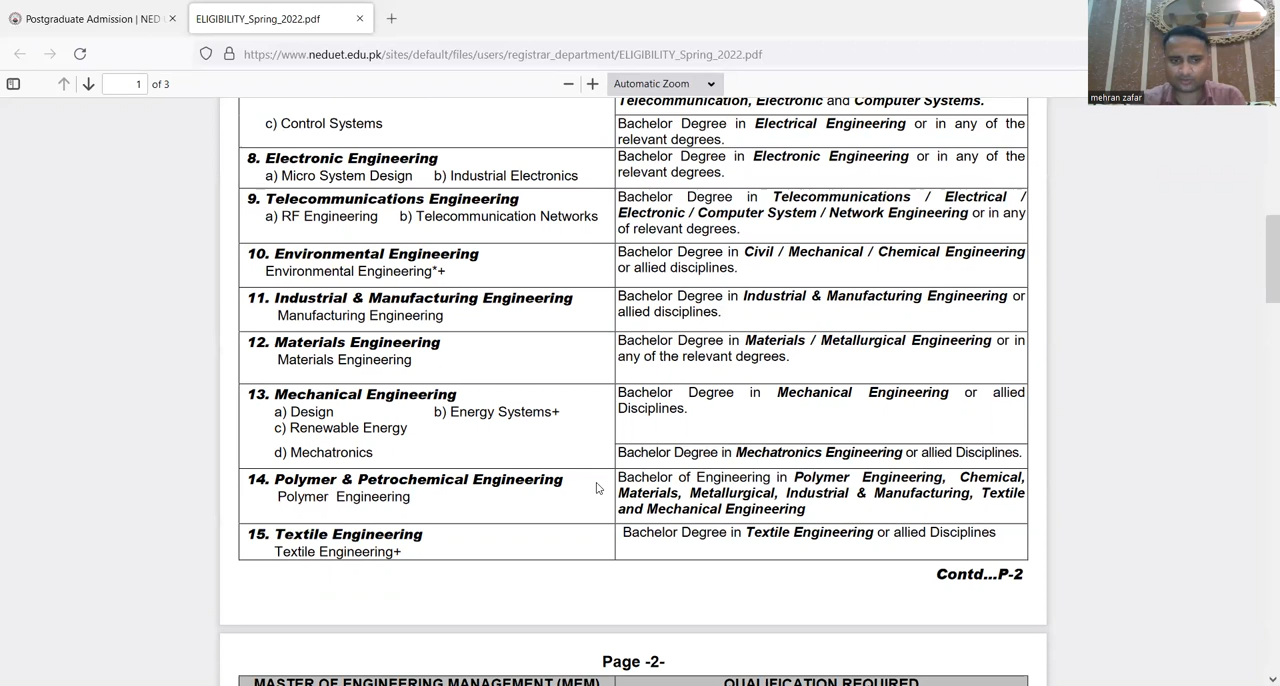 Postgraduate Admission | NED
ELIGIBILITY_Spring_2022.pdf
https://www.neduet.edu.pk/sites/default/files/users/registrar_department/ELIGIBILITY_Spring_2022.pdf
1 of 3
Automatic Zoom
mehran zafar
Telecommunication, Electronic and Computer Systems.
c) Control Systems
Bachelor Degree in Electrical Engineering or in any of the
relevant degrees.
8. Electronic Engineering
a) Micro System Design b) Industrial Electronics
Bachelor Degree in Electronic Engineering or in any of the
relevant degrees.
9. Telecommunications Engineering
a) RF Engineering b) Telecommunication Networks
Bachelor Degree in Telecommunications / Electrical /
Electronic / Computer System / Network Engineering or in any
of relevant degrees.
10. Environmental Engineering
Environmental Engineering*+
Bachelor Degree in Civil / Mechanical / Chemical Engineering
or allied disciplines.
11. Industrial & Manufacturing Engineering
Manufacturing Engineering
Bachelor Degree in Industrial & Manufacturing Engineering or
allied disciplines.
12. Materials Engineering
Materials Engineering
Bachelor Degree in Materials / Metallurgical Engineering or in
any of the relevant degrees.
13. Mechanical Engineering
a) Design b) Energy Systems+
c) Renewable Energy
Bachelor Degree in Mechanical Engineering or allied
Disciplines.
d) Mechatronics
Bachelor Degree in Mechatronics Engineering or allied Disciplines.
14. Polymer & Petrochemical Engineering
Polymer Engineering
Bachelor of Engineering in Polymer Engineering, Chemical,
Materials, Metallurgical, Industrial & Manufacturing, Textile
and Mechanical Engineering
15. Textile Engineering
Textile Engineering+
Bachelor Degree in Textile Engineering or allied Disciplines
Contd...P-2
Page -2-
MASTER OF ENGINEERING MANAGEMENT (MEM)
QUALIFICATION REQUIRED